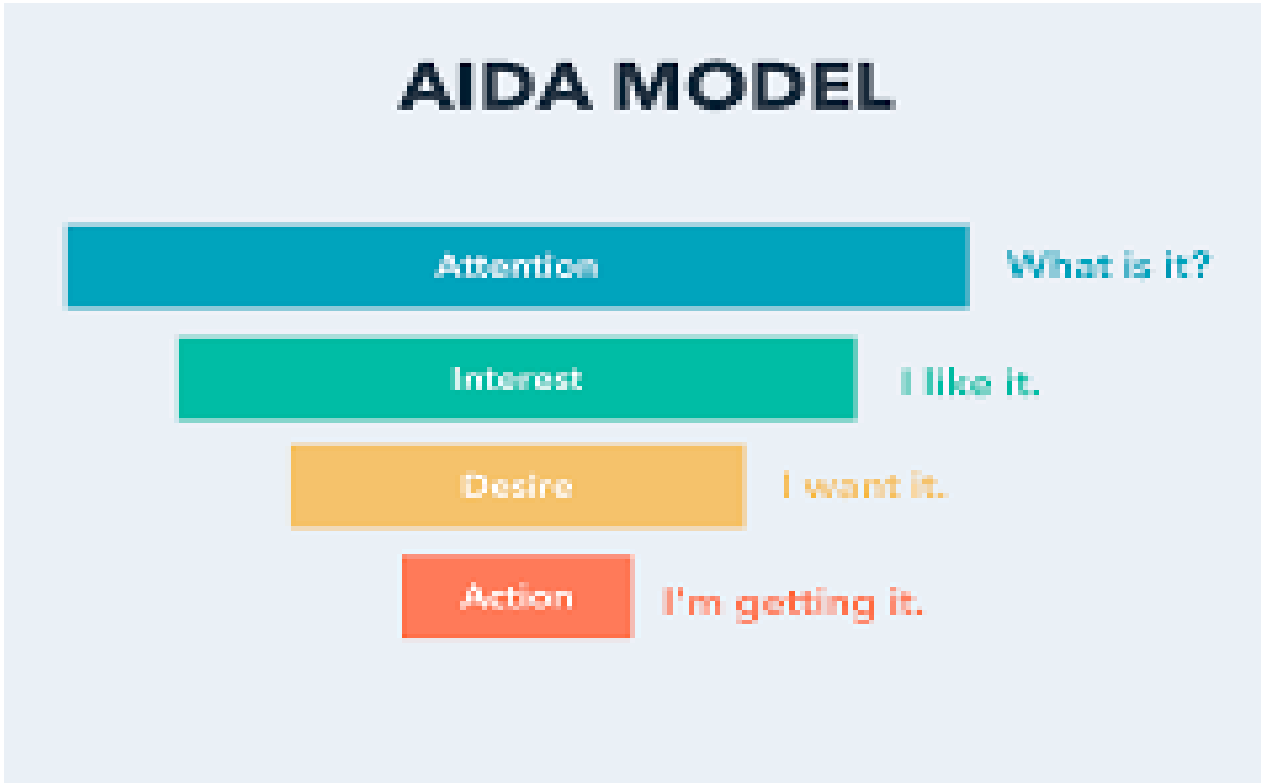 AIDA MODEL
Attention What is it?
Interest I like it.
Desire I want it.
Action I'm getting it.